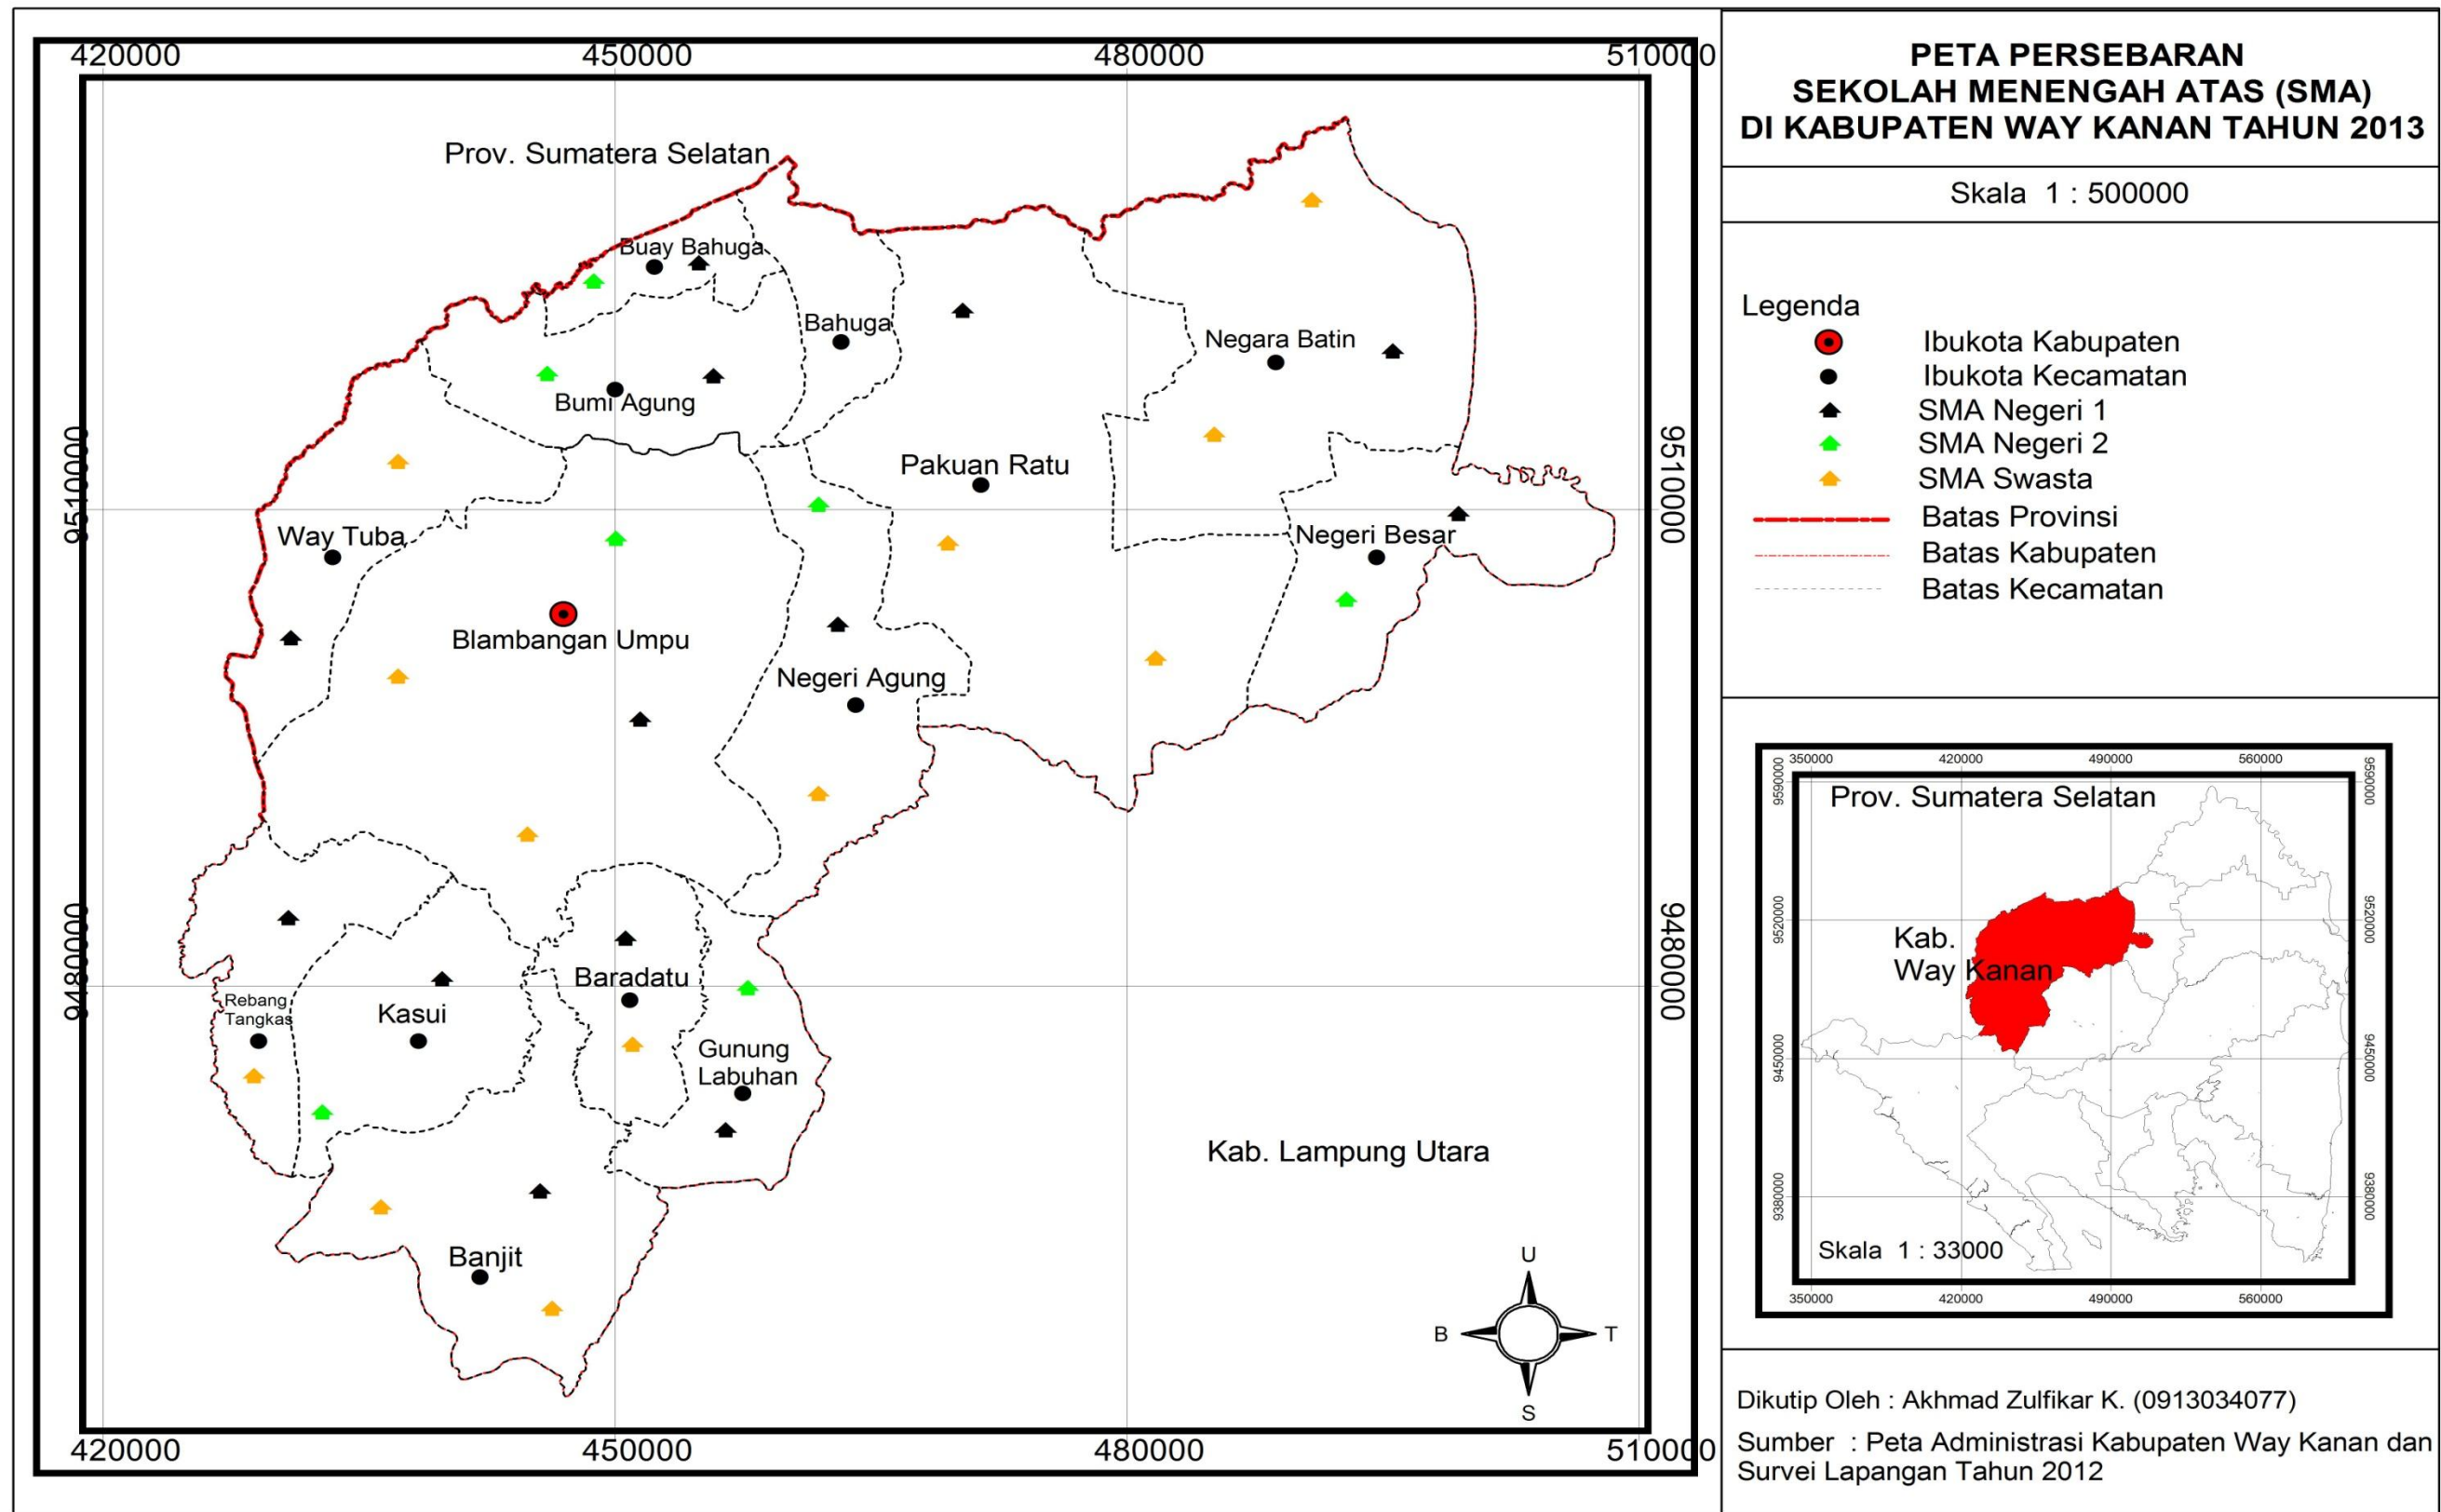 420000 450000 480000 510000
Prov. Sumatera Selatan
Buay Bahuga
Bahuga
Negara Batin
Bumi Agung
Pakuan Ratu
9510000
9510000
Way Tuba
Negeri Besar
Blambangan Umpu
Negeri Agung
9480000
9480000
Baradatu
Rebang
Tangkas
Kasui
Gunung
Labuhan
Kab. Lampung Utara
Banjit
U
B
T
S
420000 450000 480000 510000
PETA PERSEBARAN
SEKOLAH MENENGAH ATAS (SMA)
DI KABUPATEN WAY KANAN TAHUN 2013
Skala 1 : 500000
Legenda
Ibukota Kabupaten
Ibukota Kecamatan
SMA Negeri 1
SMA Negeri 2
SMA Swasta
Batas Provinsi
Batas Kabupaten
Batas Kecamatan
350000 420000 490000 560000
9590000
9590000
Prov. Sumatera Selatan
9520000
9520000
Kab.
Way Kanan
9450000
9450000
9380000
9380000
Skala 1 : 33000
350000 420000 490000 560000
Dikutip Oleh : Akhmad Zulfikar K. (0913034077)
Sumber : Peta Administrasi Kabupaten Way Kanan dan
Survei Lapangan Tahun 2012